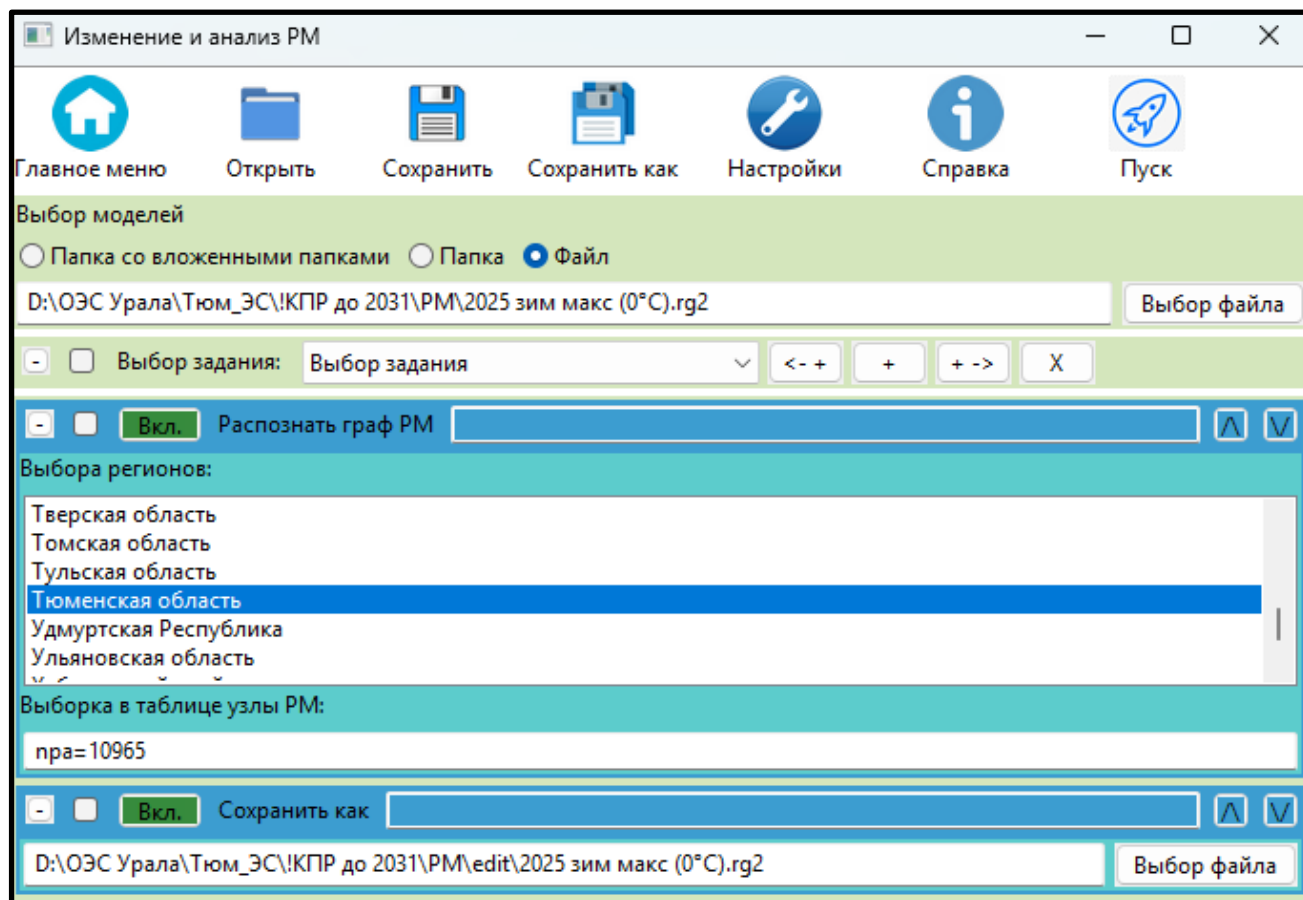 Изменение и анализ РМ
Главное меню Открыть Сохранить Сохранить как Настройки Справка Пуск
Выбор моделей
Папка со вложенными папками Папка Файл
D:\ОЭС Урала\Тюм_ЭС\!КПР до 2031\РМ\2025 зим макс (0°C).rg2 Выбор файла
- Выбор задания: Выбор задания <- + + + -> X
- Вкл. Распознать граф РМ /\ \/
Выбора регионов:
Тверская область
Томская область
Тульская область
Тюменская область
Удмуртская Республика
Ульяновская область
Выборка в таблице узлы РМ:
npa=10965
- Вкл. Сохранить как /\ \/
D:\ОЭС Урала\Тюм_ЭС\!КПР до 2031\РМ\edit\2025 зим макс (0°C).rg2 Выбор файла